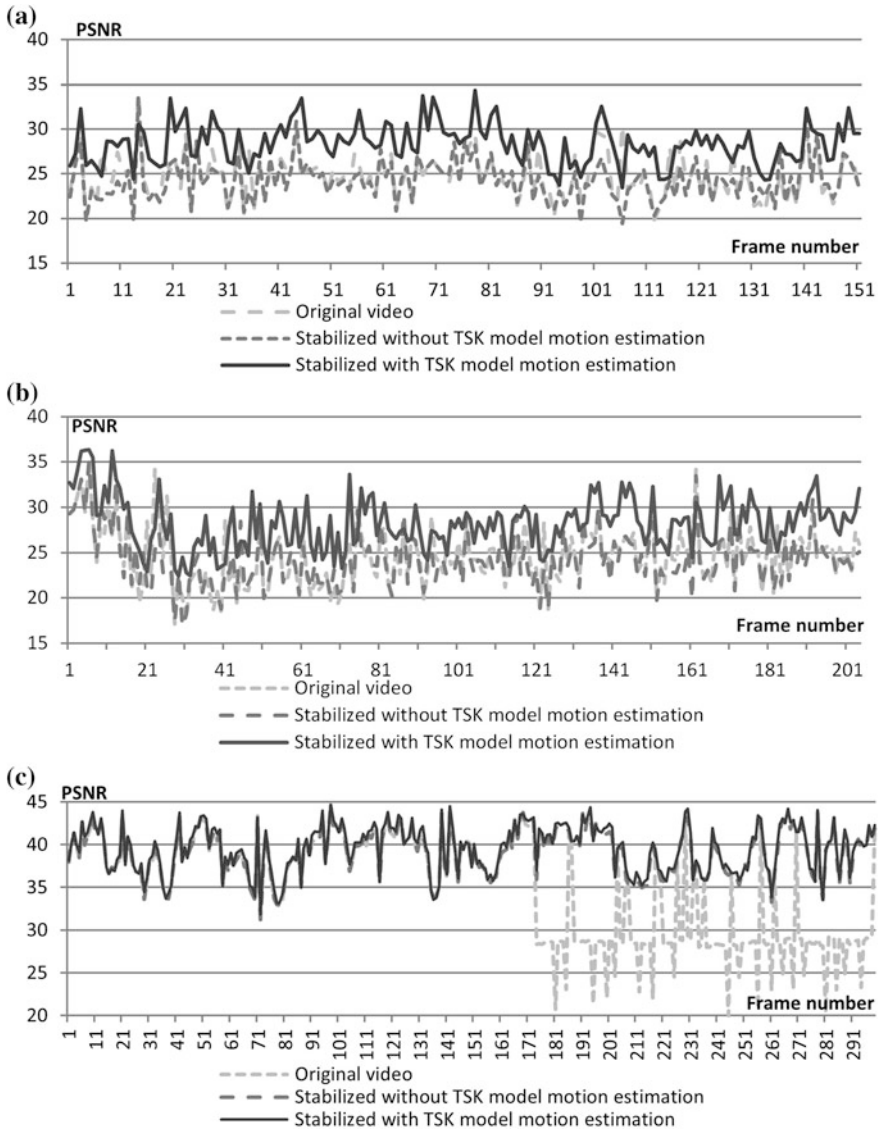 (a)
PSNR
40
35
30
25
20
15
Frame number
1 11 21 31 41 51 61 71 81 91 101 111 121 131 141 151
Original video
Stabilized without TSK model motion estimation
Stabilized with TSK model motion estimation
(b)
PSNR
40
35
30
25
20
15
Frame number
1 21 41 61 81 101 121 141 161 181 201
Original video
Stabilized without TSK model motion estimation
Stabilized with TSK model motion estimation
(c)
PSNR
45
40
35
30
25
20
Frame number
1 11 21 31 41 51 61 71 81 91 101 111 121 131 141 151 161 171 181 191 201 211 221 231 241 251 261 271 281 291
Original video
Stabilized without TSK model motion estimation
Stabilized with TSK model motion estimation